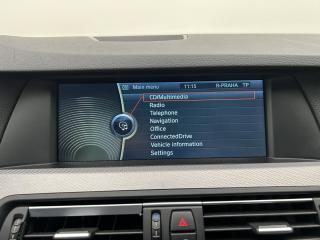 Main menu 11:15 R-PRAHA TP
CD/Multimedia
Radio
Telephone
Navigation
Office
ConnectedDrive
Vehicle information
Settings